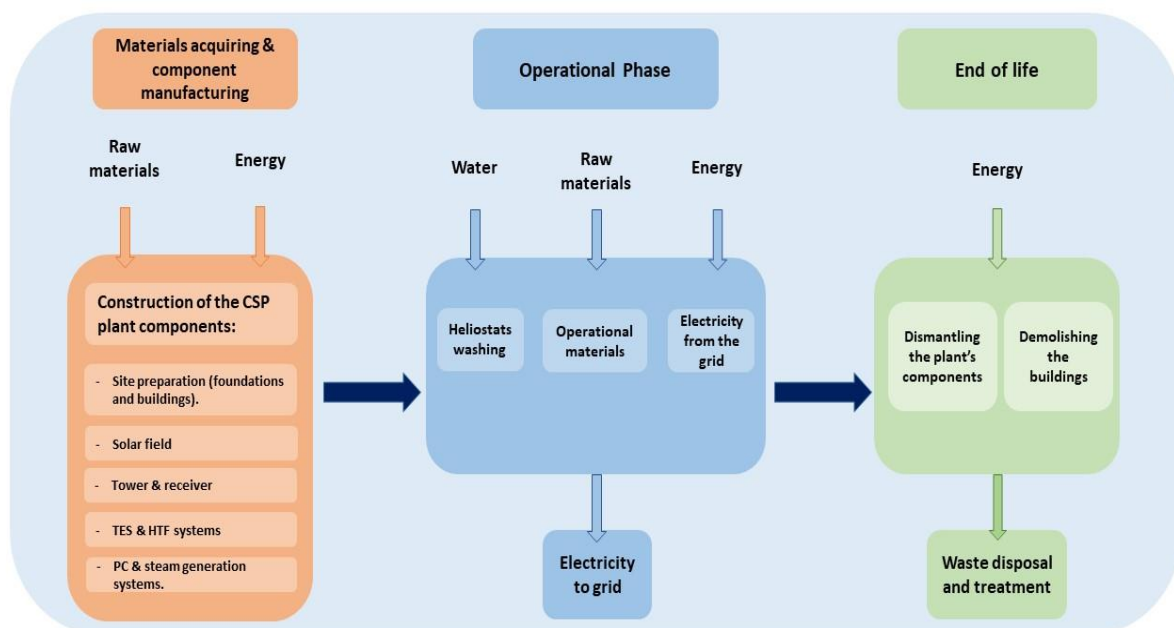 Materials acquiring &
component
manufacturing
Operational Phase
End of life
Raw
materials
Energy
Water
Raw
materials
Energy
Energy
Construction of the CSP
plant components:
- Site preparation (foundations
and buildings).
- Solar field
- Tower & receiver
- TES & HTF systems
- PC & steam generation
systems.
Heliostats
washing
Operational
materials
Electricity
from the
grid
Dismantling
the plant’s
components
Demolishing
the
buildings
Electricity
to grid
Waste disposal
and treatment